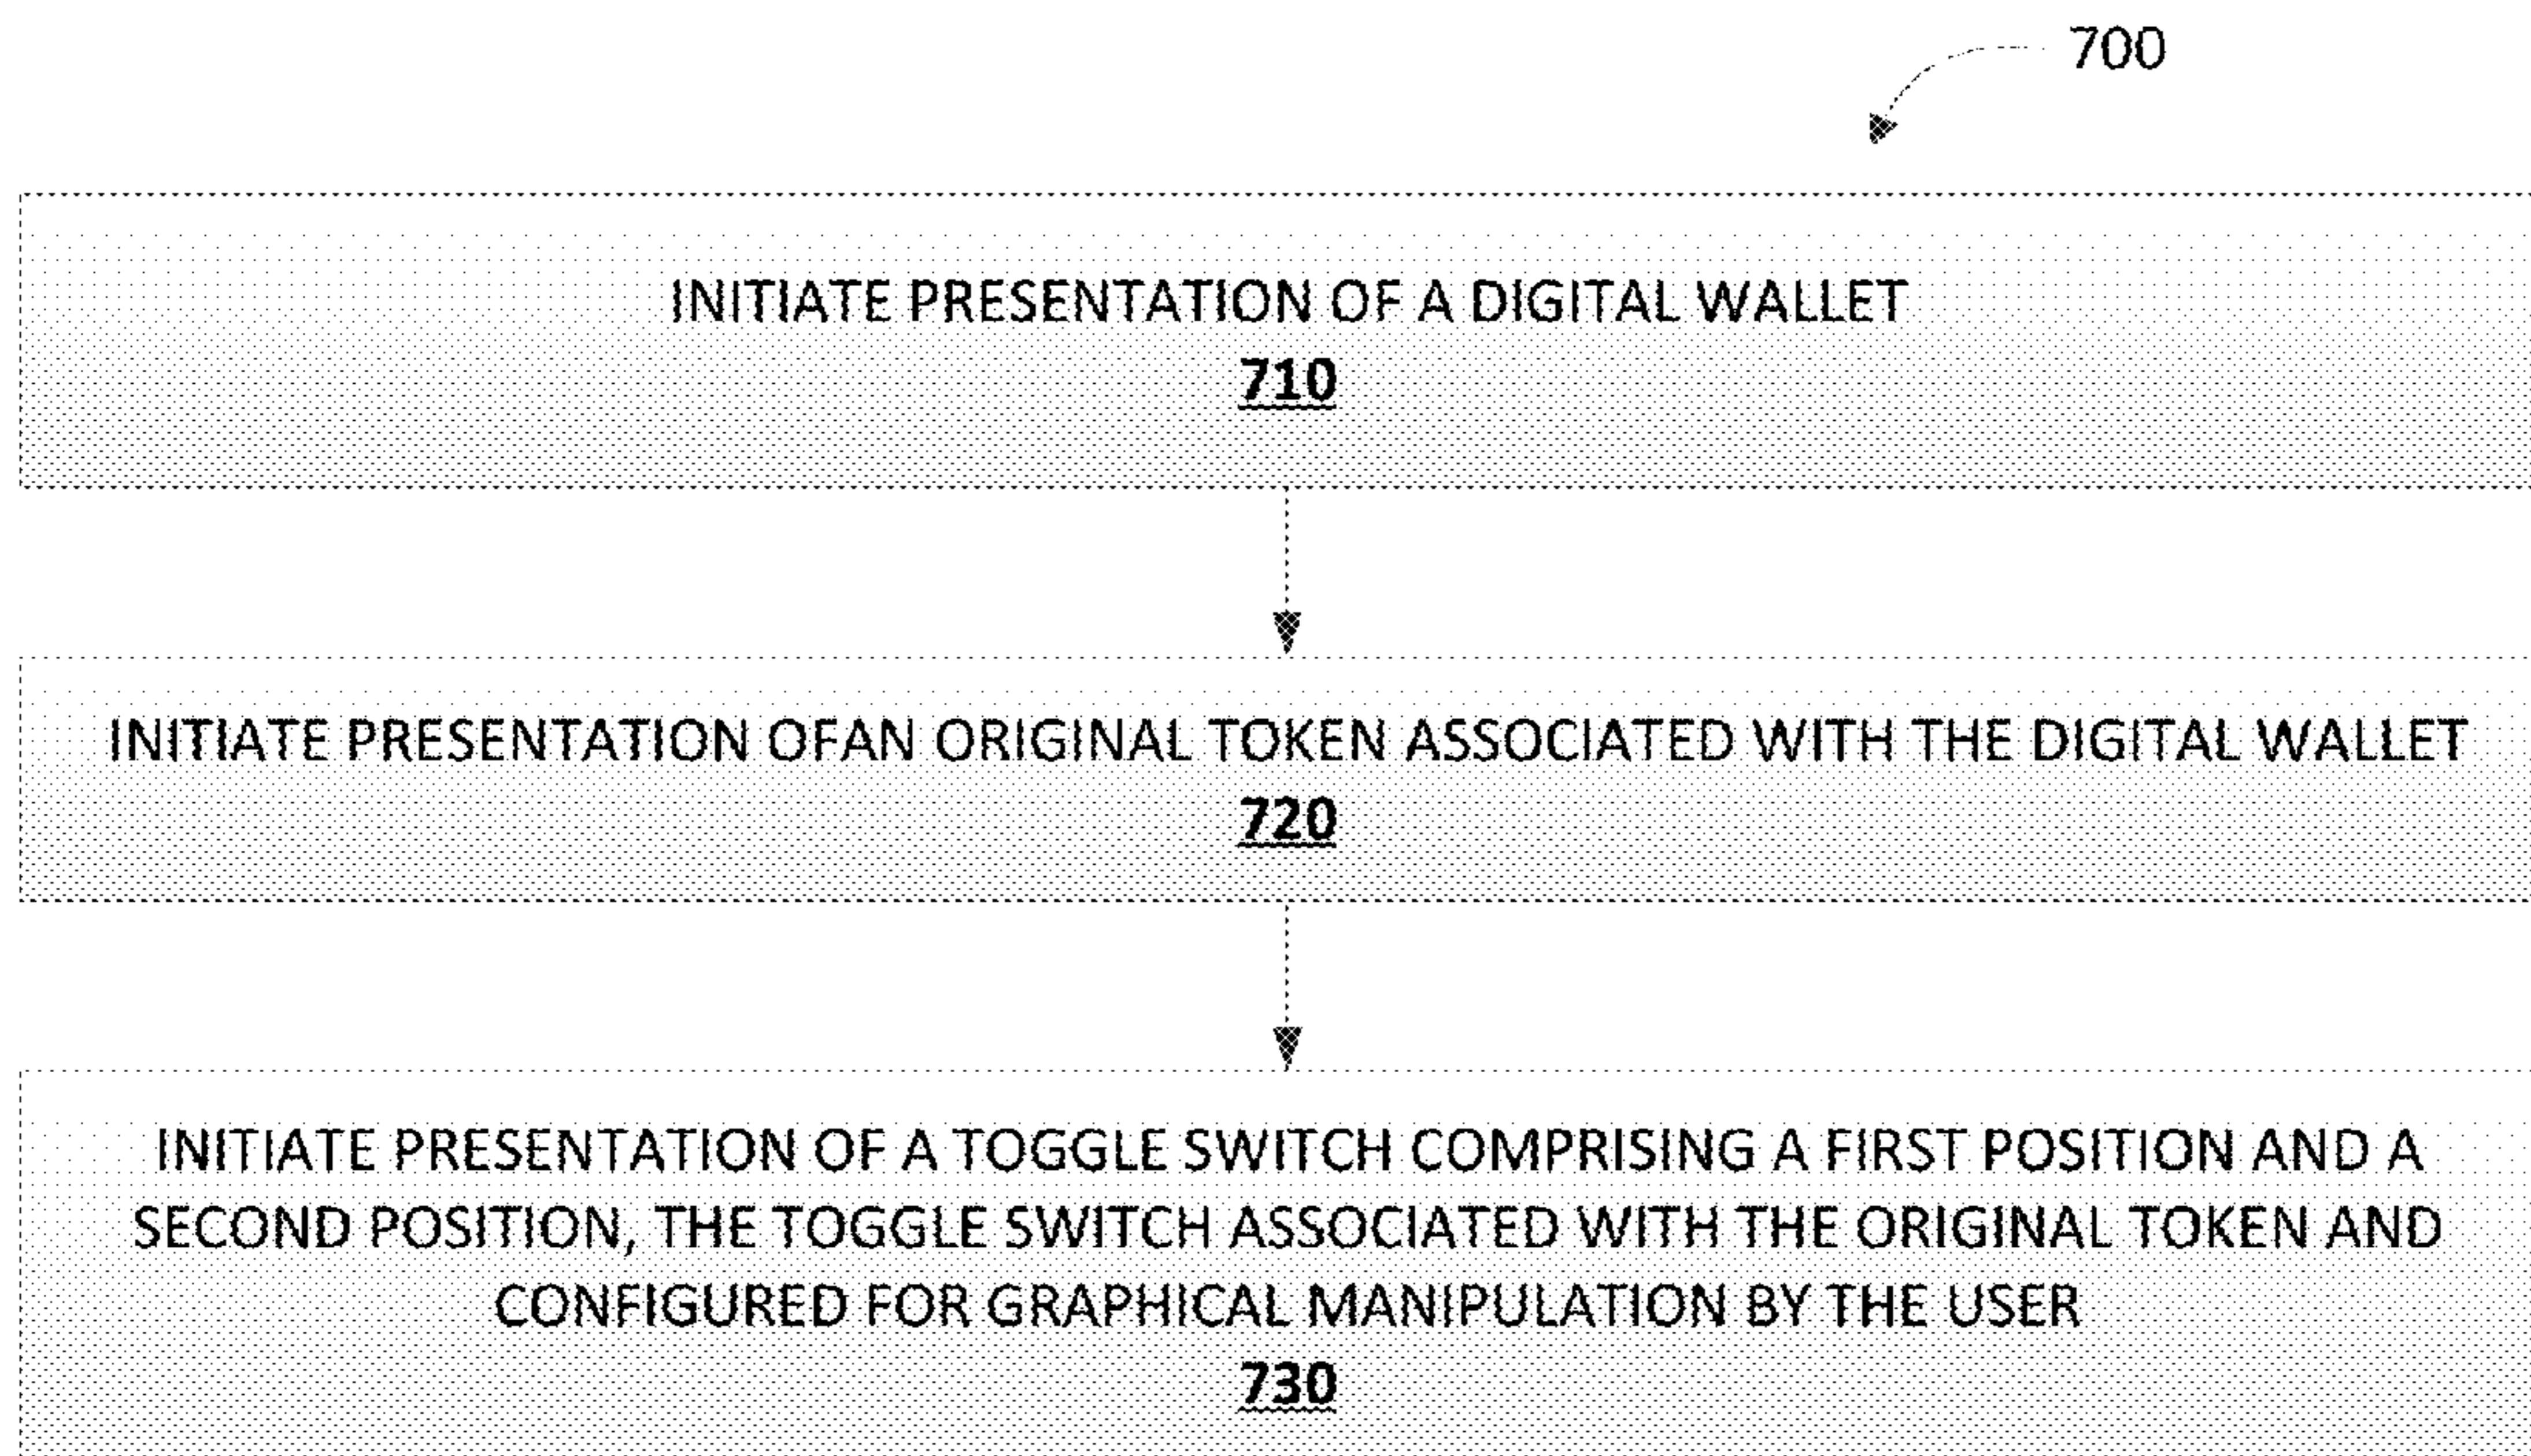 700
INITIATE PRESENTATION OF A DIGITAL WALLET
710
INITIATE PRESENTATION OFAN ORIGINAL TOKEN ASSOCIATED WITH THE DIGITAL WALLET
720
INITIATE PRESENTATION OF A TOGGLE SWITCH COMPRISING A FIRST POSITION AND A
SECOND POSITION, THE TOGGLE SWITCH ASSOCIATED WITH THE ORIGINAL TOKEN AND
CONFIGURED FOR GRAPHICAL MANIPULATION BY THE USER
730